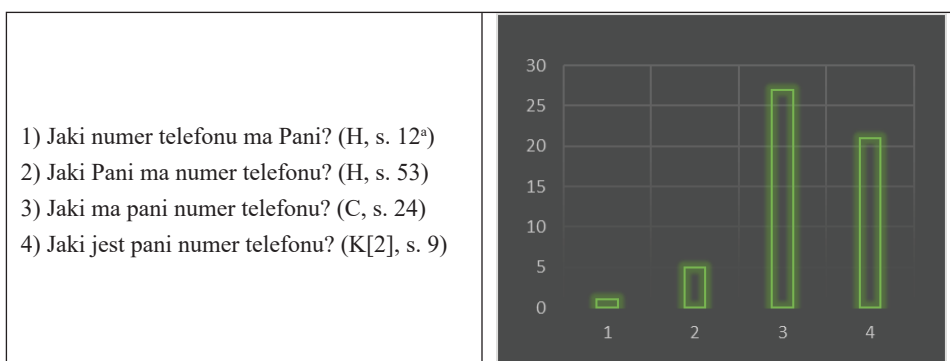 1) Jaki numer telefonu ma Pani? (H, s. 12ª)
2) Jaki Pani ma numer telefonu? (H, s. 53)
3) Jaki ma pani numer telefonu? (C, s. 24)
4) Jaki jest pani numer telefonu? (K[2], s. 9)
30
25
20
15
10
5
0
1 2 3 4